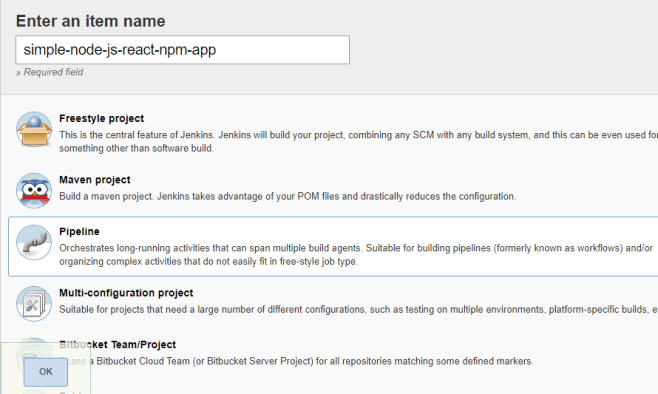 Enter an item name
simple-node-js-react-npm-app
» Required field
Freestyle project
This is the central feature of Jenkins. Jenkins will build your project, combining any SCM with any build system, and this can be even used for
something other than software build.
Maven project
Build a maven project. Jenkins takes advantage of your POM files and drastically reduces the configuration.
Pipeline
Orchestrates long-running activities that can span multiple build agents. Suitable for building pipelines (formerly known as workflows) and/or
organizing complex activities that do not easily fit in free-style job type.
Multi-configuration project
Suitable for projects that need a large number of different configurations, such as testing on multiple environments, platform-specific builds,
Bitbucket Team/Project
Scans a Bitbucket Cloud Team (or Bitbucket Server Project) for all repositories matching some defined markers.
OK